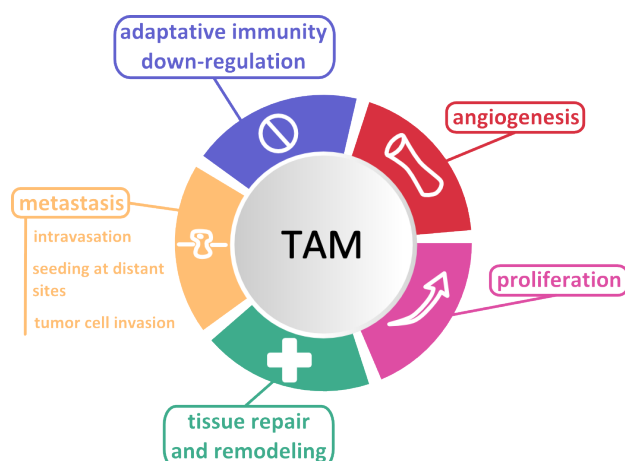 adaptative immunity
down-regulation
angiogenesis
metastasis
intravasation
seeding at distant
sites
tumor cell invasion
TAM
proliferation
tissue repair
and remodeling